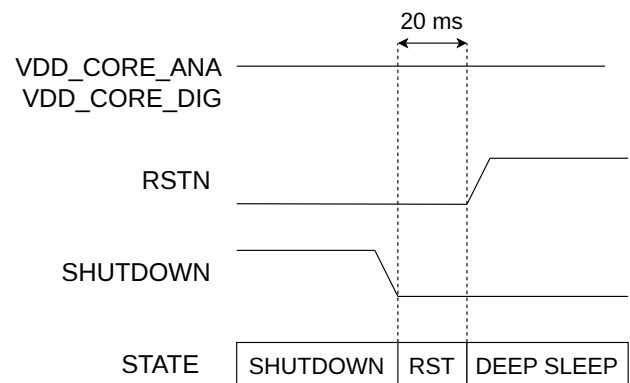 20 ms
VDD_CORE_ANA
VDD_CORE_DIG
RSTN
SHUTDOWN
STATE SHUTDOWN RST DEEP SLEEP